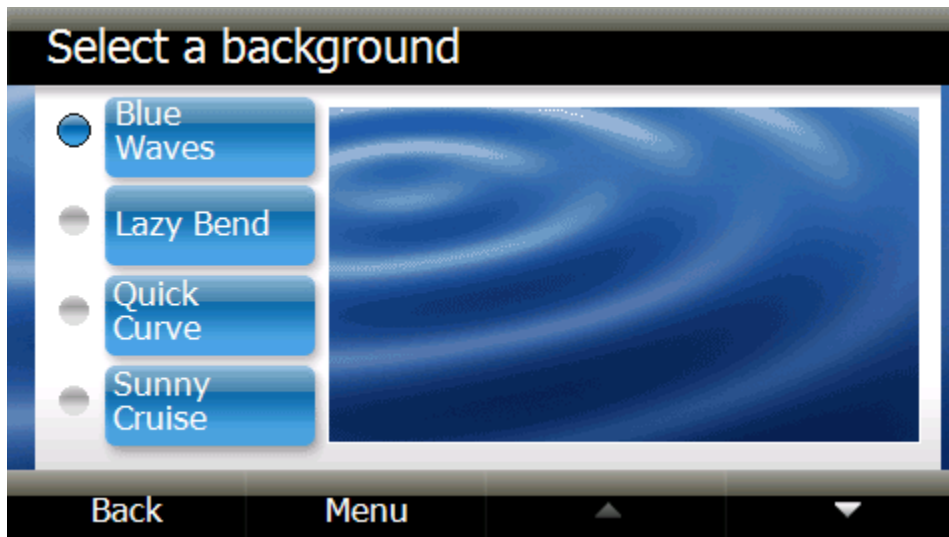 Select a background
Blue
Waves
Lazy Bend
Quick
Curve
Sunny
Cruise
Back Menu